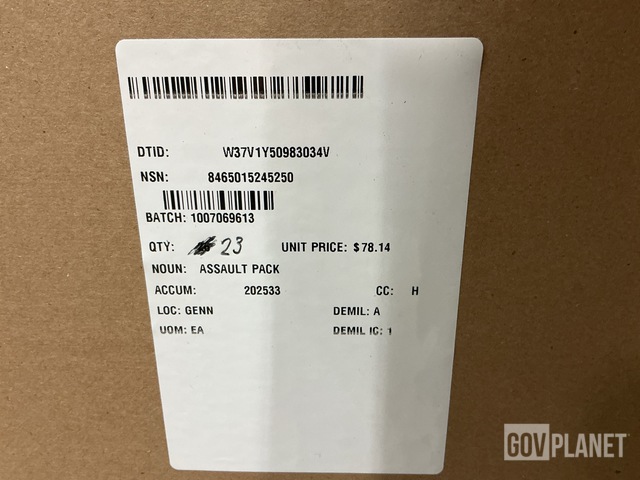 DTID: W37V1Y50983034V
NSN: 8465015245250
BATCH: 1007069613
QTY: 23 UNIT PRICE: $78.14
NOUN: ASSAULT PACK
ACCUM: 202533 CC: H
LOC: GENN DEMIL: A
UOM: EA DEMIL IC: 1
GOVPLANET